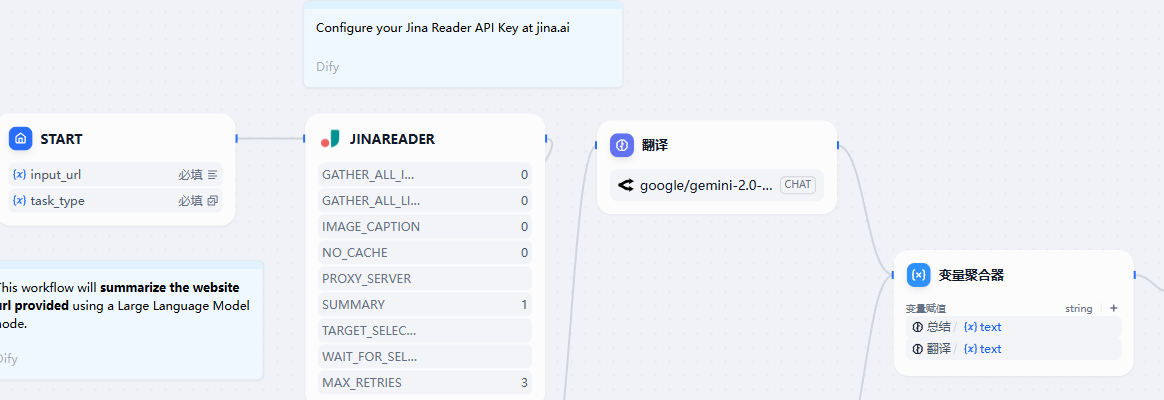 Configure your Jina Reader API Key at jina.ai
Dify
START
input_url 必填
task_type 必填
This workflow will summarize the website
url provided using a Large Language Model
node.
Dify
JINAREADER
GATHER_ALL_I... 0
GATHER_ALL_LI... 0
IMAGE_CAPTION 0
NO_CACHE 0
PROXY_SERVER
SUMMARY 1
TARGET_SELEC...
WAIT_FOR_SEL...
MAX_RETRIES 3
翻译
google/gemini-2.0-... CHAT
变量聚合器
变量赋值 string +
总结 / {x} text
翻译 / {x} text